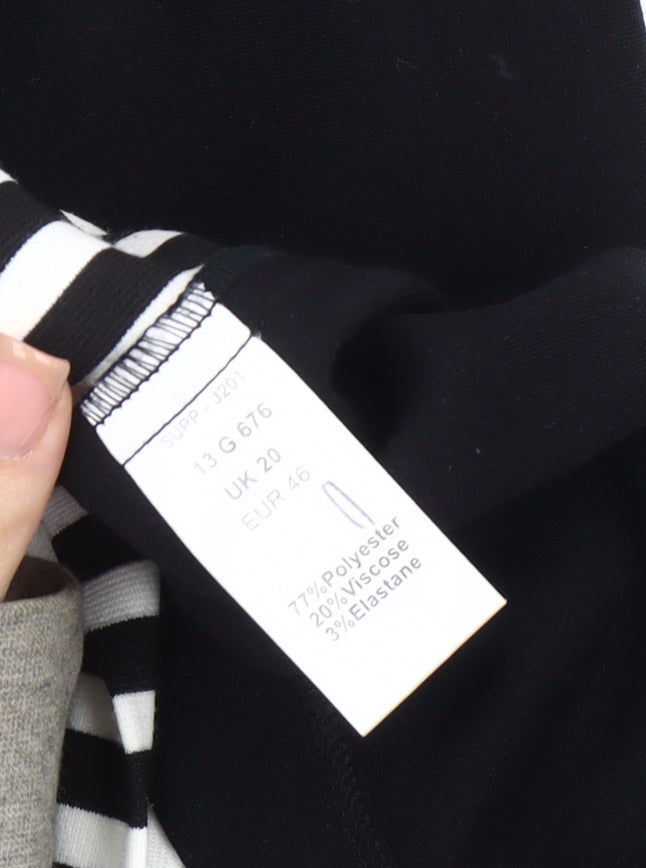 SUPP - J201
13 G 676
UK 20
EUR 46
77%Polyester
20%Viscose
3%Elastane